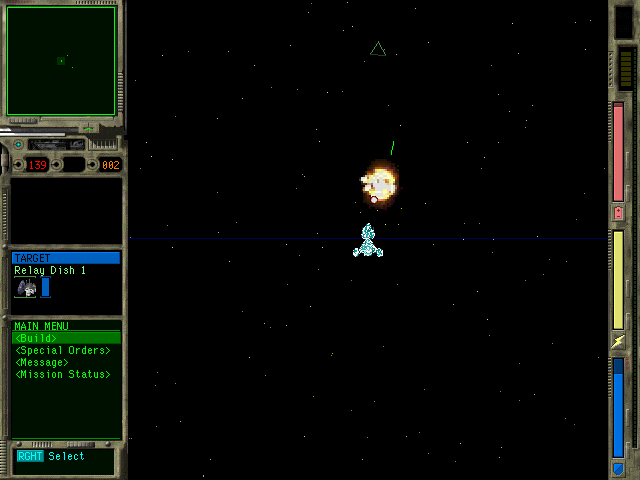 139 002
TARGET
Relay Dish 1
MAIN MENU
<Build>
<Special Orders>
<Message>
<Mission Status>
RGHT Select